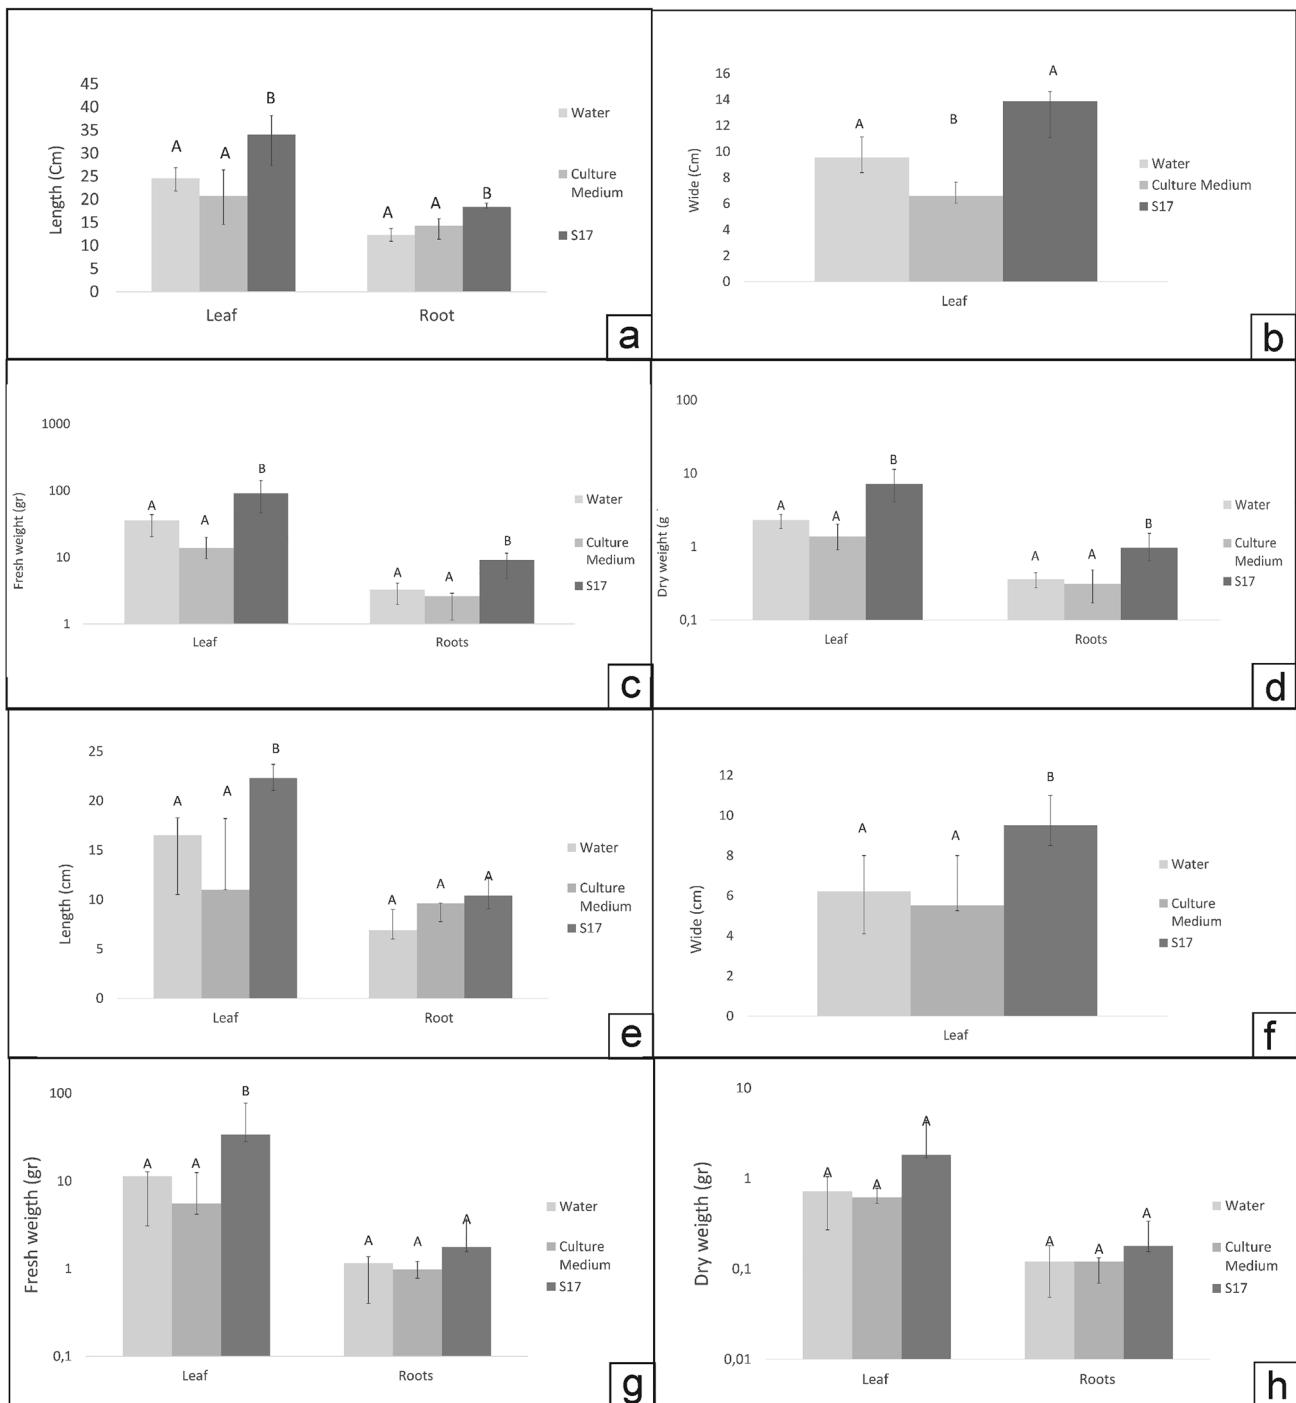 45
40
35
30
25
20
15
10
5
0
Length (Cm)
A
A
B
A
A
B
Leaf
Root
Water
Culture
Medium
S17
a
16
14
12
10
8
6
4
2
0
Wide (Cm)
A
B
A
Leaf
Water
Culture Medium
S17
b
1000
100
10
1
Fresh weight (gr)
A
A
B
A
A
B
Leaf
Roots
Water
Culture
Medium
S17
c
100
10
1
0,1
Dry weight (g
A
A
B
A
A
B
Leaf
Roots
Water
Culture
Medium
S17
d
25
20
15
10
5
0
Length (cm)
A
A
B
A
A
A
Leaf
Root
Water
Culture
Medium
S17
e
12
10
8
6
4
2
0
Wide (cm)
A
A
B
Leaf
Water
Culture
Medium
S17
f
100
10
1
0,1
Fresh weigth (gr)
A
A
B
A
A
A
Leaf
Roots
Water
Culture
Medium
S17
g
10
1
0,1
0,01
Dry weigth (gr)
A
A
A
A
A
A
Leaf
Roots
Water
Culture
Medium
S17
h